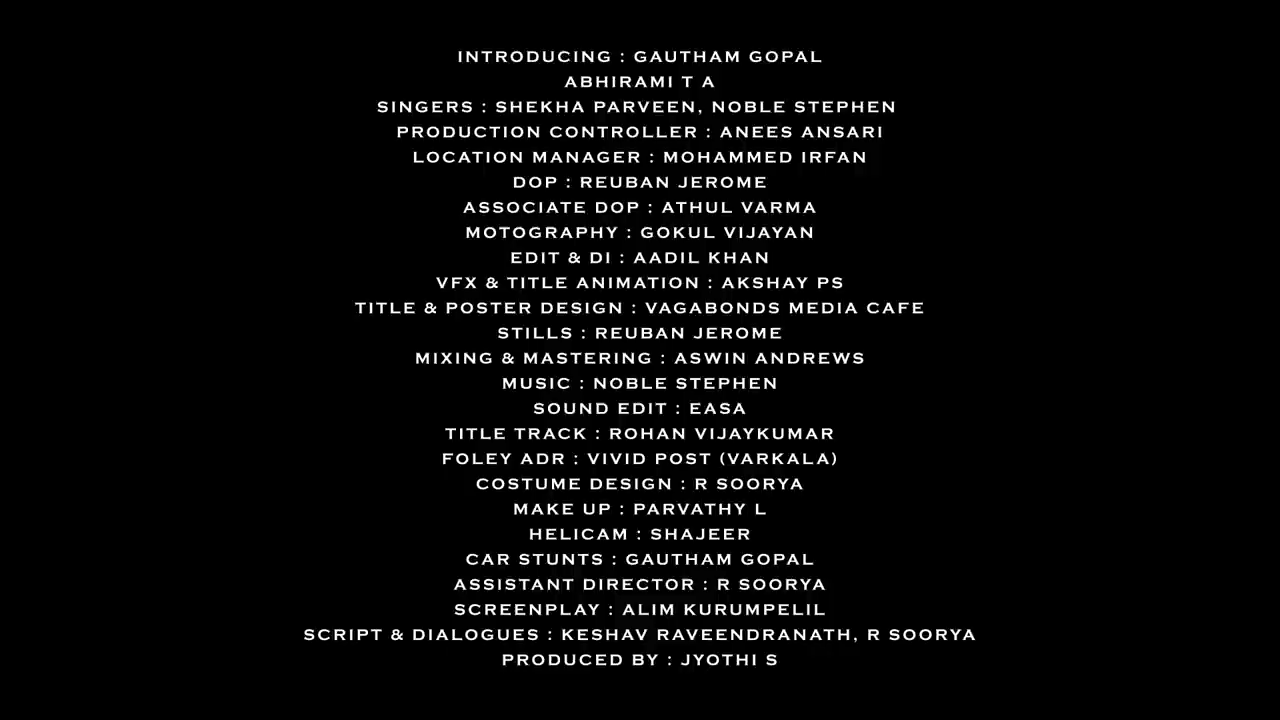 INTRODUCING : GAUTHAM GOPAL
ABHIRAMI T A
SINGERS : SHEKHA PARVEEN, NOBLE STEPHEN
PRODUCTION CONTROLLER : ANEES ANSARI
LOCATION MANAGER : MOHAMMED IRFAN
DOP : REUBAN JEROME
ASSOCIATE DOP : ATHUL VARMA
MOTOGRAPHY : GOKUL VIJAYAN
EDIT & DI : AADIL KHAN
VFX & TITLE ANIMATION : AKSHAY PS
TITLE & POSTER DESIGN : VAGABONDS MEDIA CAFE
STILLS : REUBAN JEROME
MIXING & MASTERING : ASWIN ANDREWS
MUSIC : NOBLE STEPHEN
SOUND EDIT : EASA
TITLE TRACK : ROHAN VIJAYKUMAR
FOLEY ADR : VIVID POST (VARKALA)
COSTUME DESIGN : R SOORYA
MAKE UP : PARVATHY L
HELICAM : SHAJEER
CAR STUNTS : GAUTHAM GOPAL
ASSISTANT DIRECTOR : R SOORYA
SCREENPLAY : ALIM KURUMPELIL
SCRIPT & DIALOGUES : KESHAV RAVEENDRANATH, R SOORYA
PRODUCED BY : JYOTHI S